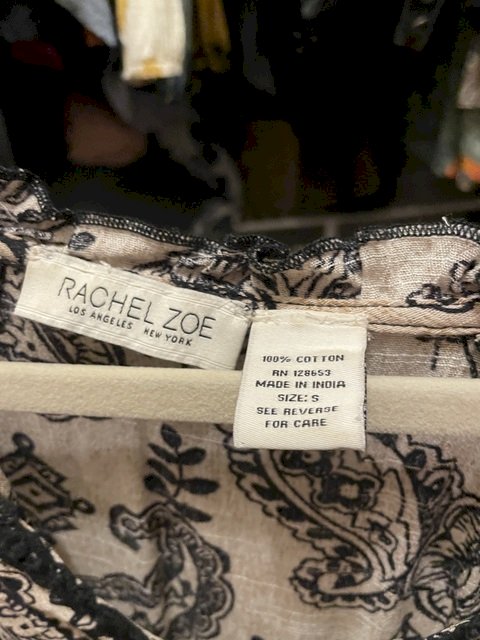 RACHEL ZOE
LOS ANGELES NEW YORK
100% COTTON
RN 128653
MADE IN INDIA
SIZE: S
SEE REVERSE
FOR CARE